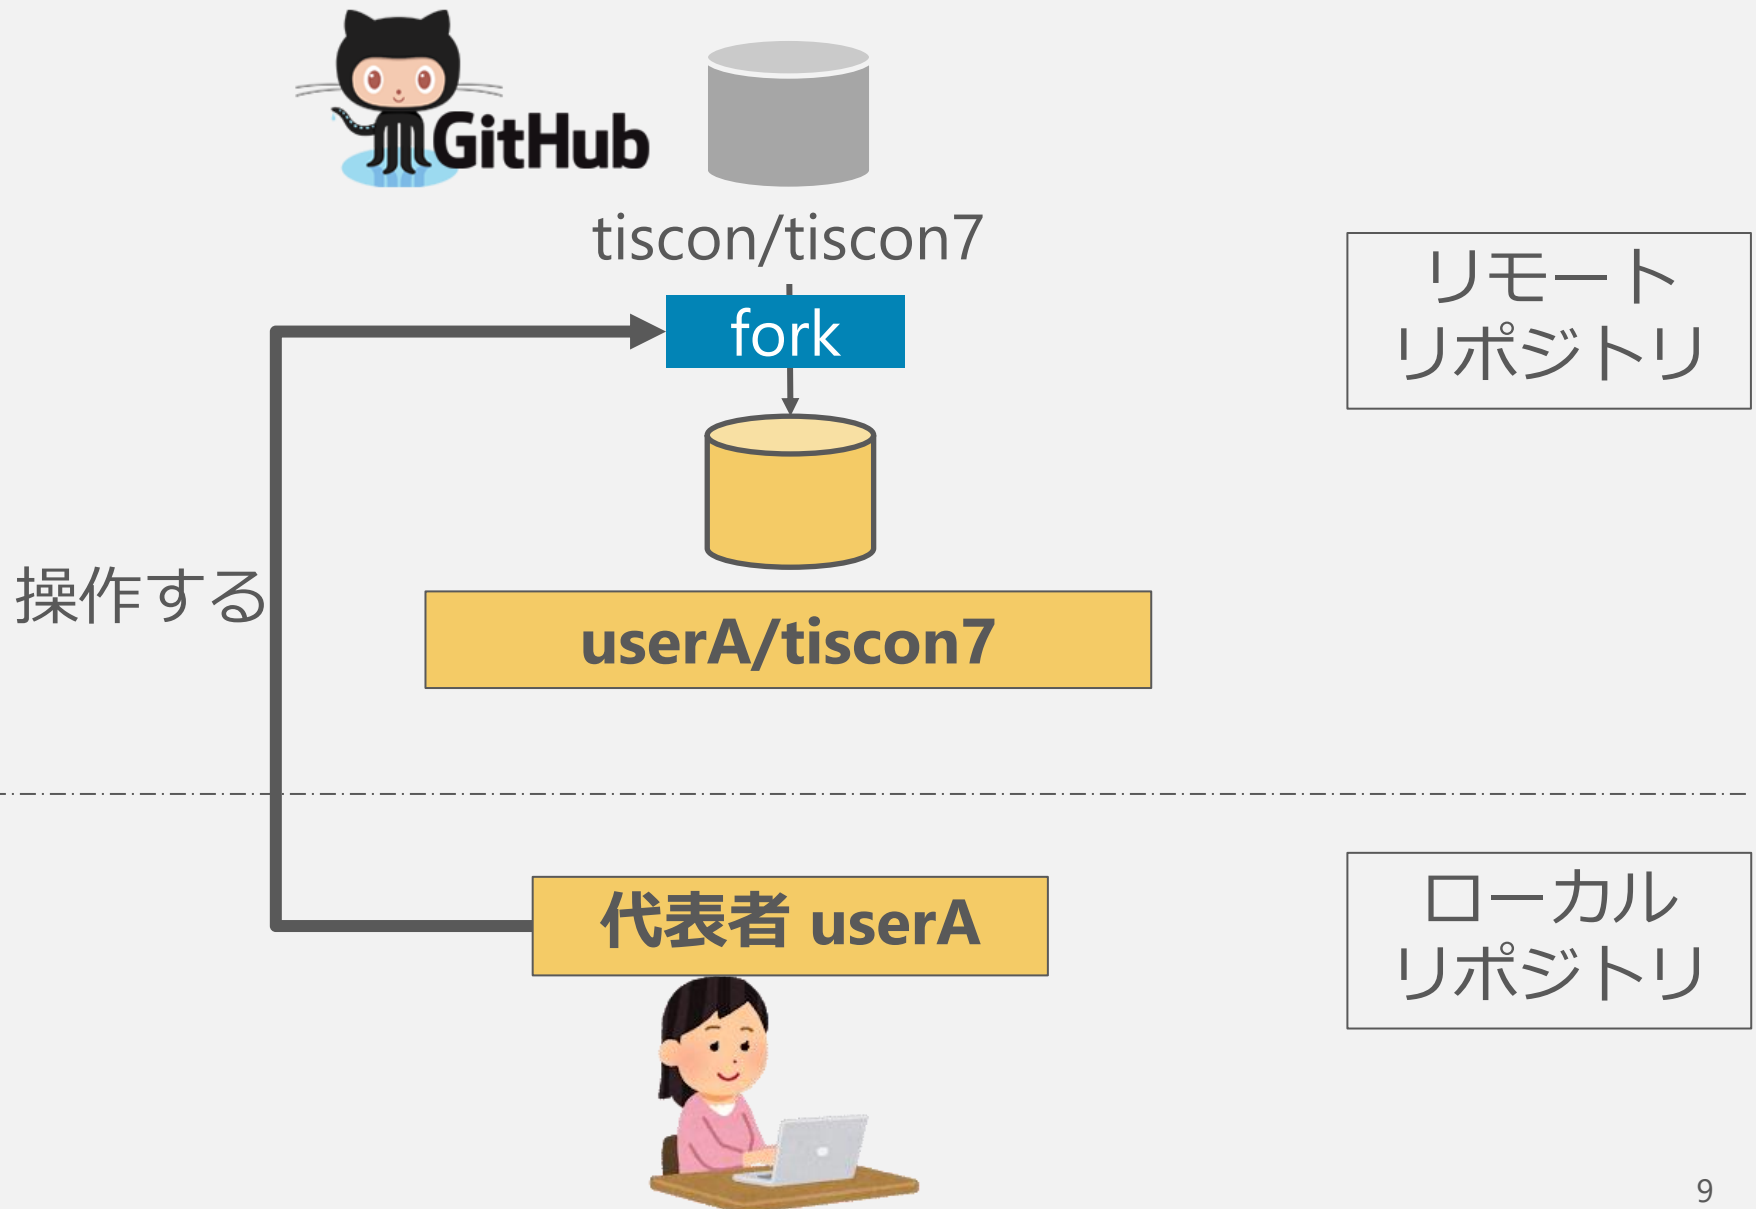 GitHub
tiscon/tiscon7
リモート
リポジトリ
fork
操作する
userA/tiscon7
代表者 userA
ローカル
リポジトリ
9